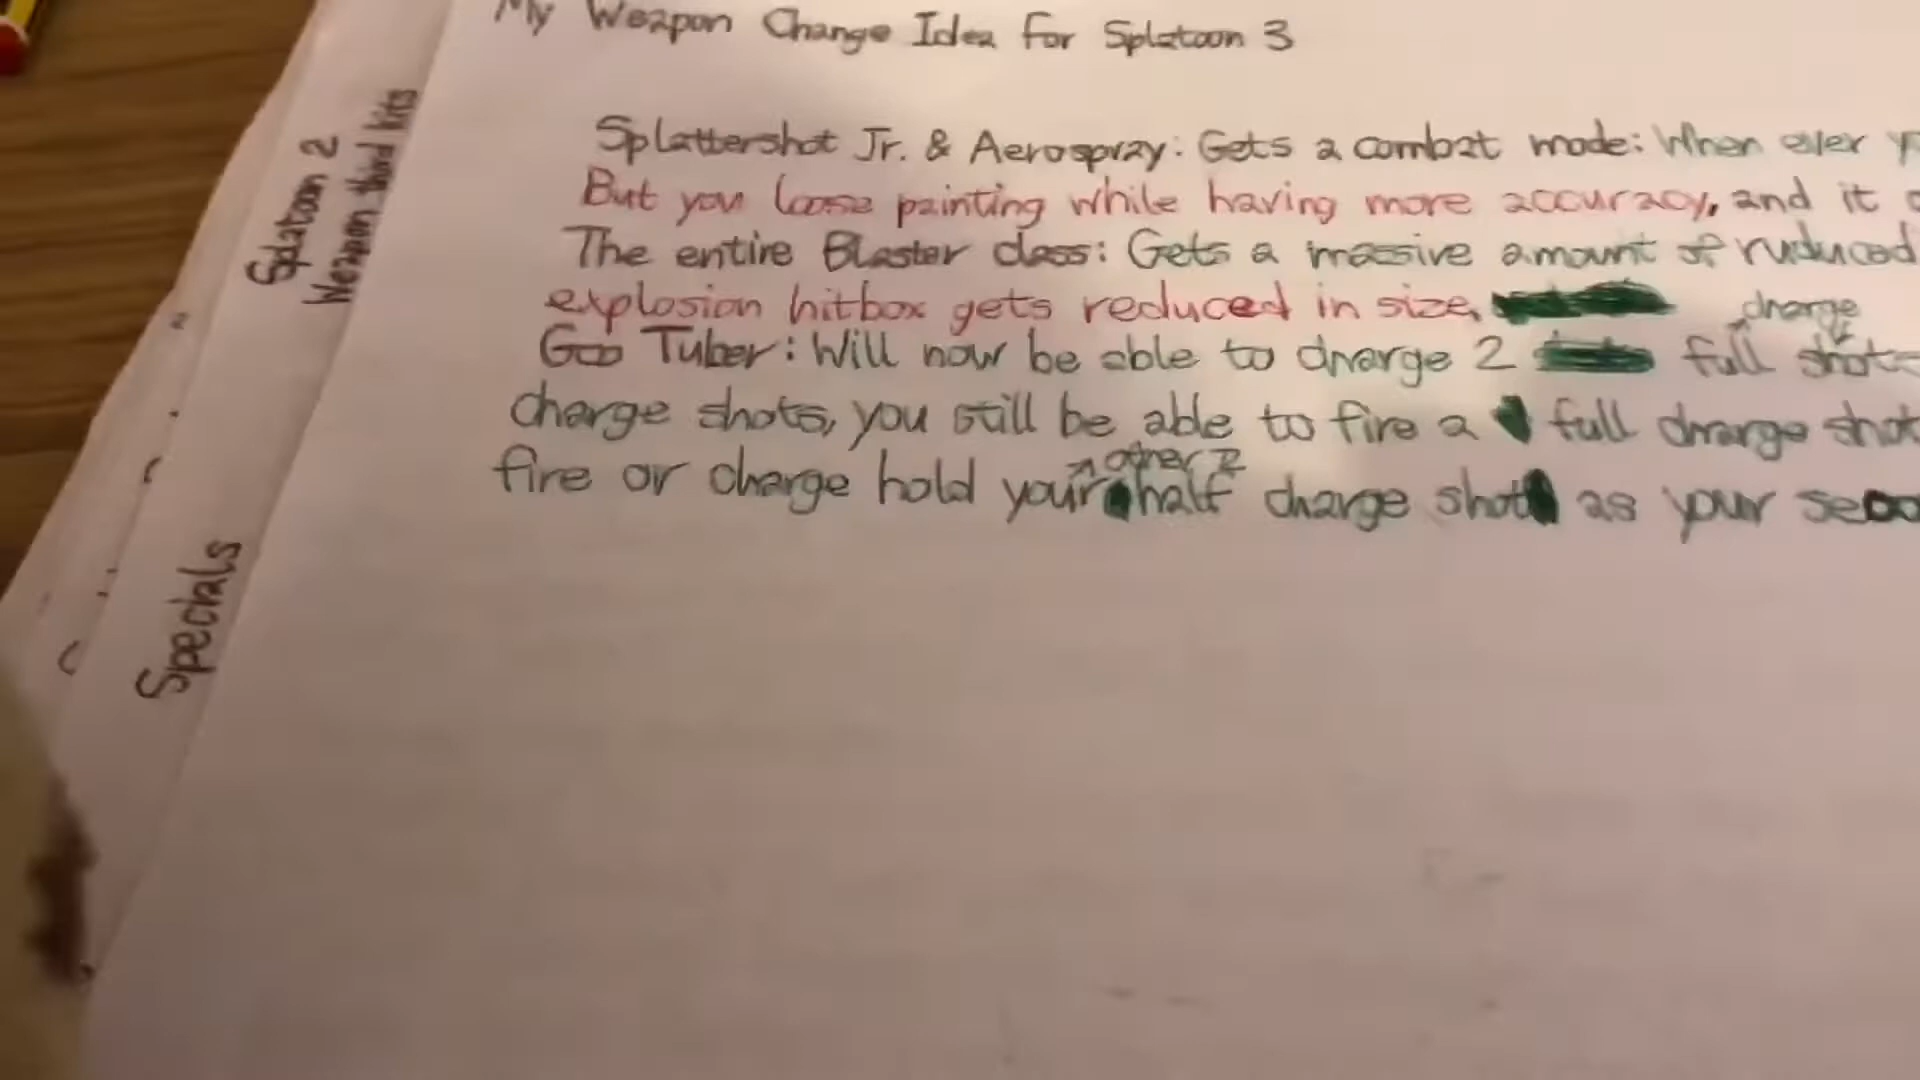 My Weapon Change Idea for Splatoon 3
Splattershot Jr. & Aerospray: Gets a combat mode: When ever
But you loose painting while having more accuracy, and it
The entire Blaster class: Gets a massive amount of ruduced
explosion hitbox gets reduced in size,
charge
Goo Tuber: Will now be able to charge 2 full shot
charge shots, you still be able to fire a full charge shot
other
fire or charge hold your half charge shot as your
Splatoon 2
Weapon third kits
Specials